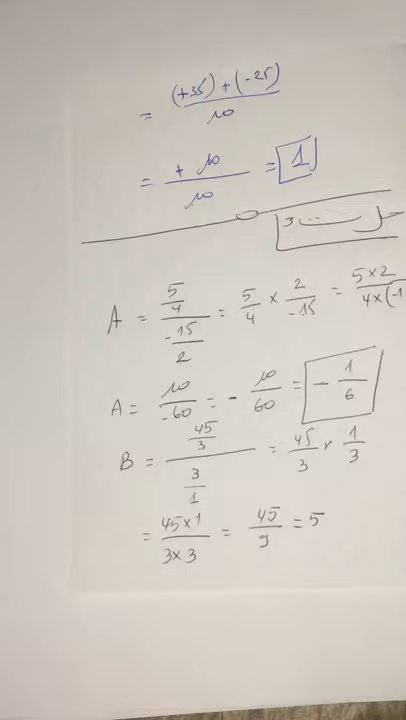 = ((+35) + (-25)) / 10
= (+ 10) / 10 = 1
حل ت...3
A = (5/4) / (-15/2) = 5/4 × 2/-15 = (5 × 2) / (4 × (-1
A = 10/-60 = - 10/60 = - 1/6
B = (45/3) / (3/1) = 45/3 × 1/3
= (45 × 1) / (3 × 3) = 45/9 = 5